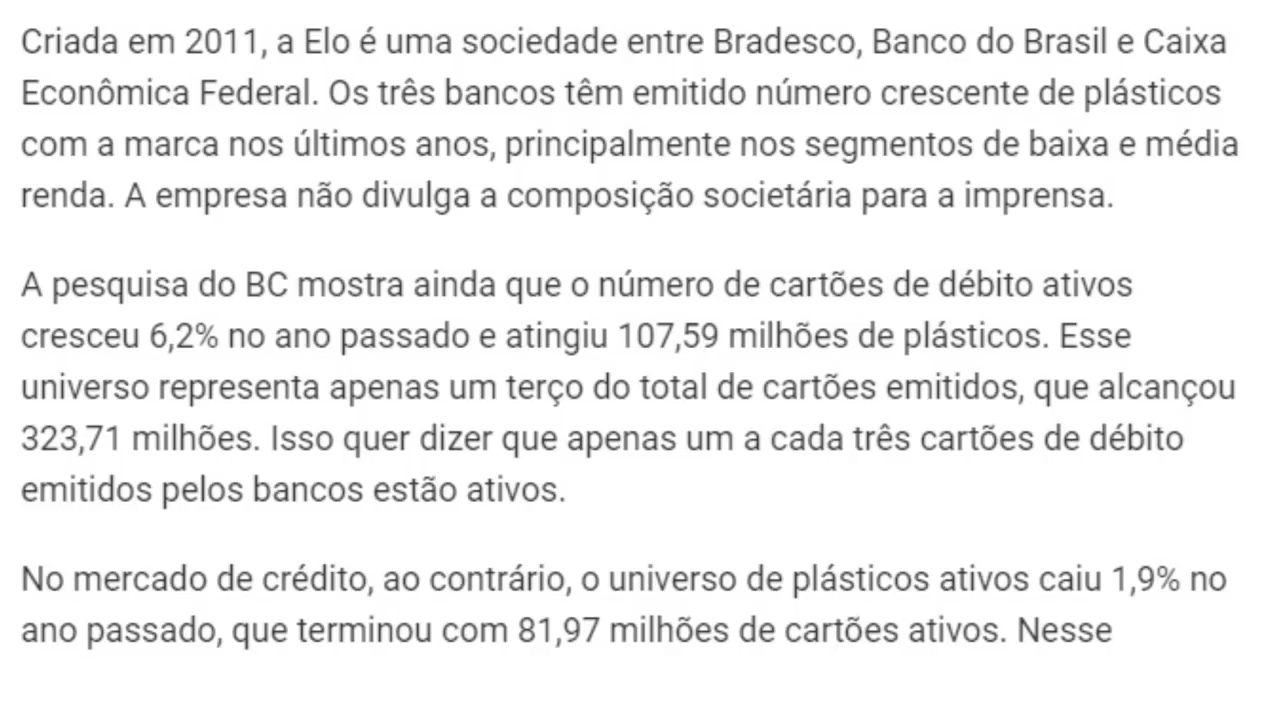 Criada em 2011, a Elo é uma sociedade entre Bradesco, Banco do Brasil e Caixa
Econômica Federal. Os três bancos têm emitido número crescente de plásticos
com a marca nos últimos anos, principalmente nos segmentos de baixa e média
renda. A empresa não divulga a composição societária para a imprensa.
A pesquisa do BC mostra ainda que o número de cartões de débito ativos
cresceu 6,2% no ano passado e atingiu 107,59 milhões de plásticos. Esse
universo representa apenas um terço do total de cartões emitidos, que alcançou
323,71 milhões. Isso quer dizer que apenas um a cada três cartões de débito
emitidos pelos bancos estão ativos.
No mercado de crédito, ao contrário, o universo de plásticos ativos caiu 1,9% no
ano passado, que terminou com 81,97 milhões de cartões ativos. Nesse